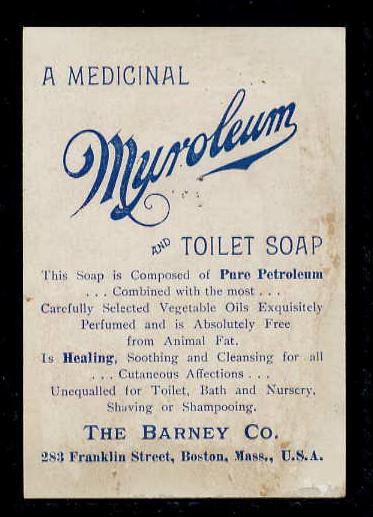 A MEDICINAL
Myroleum
AND TOILET SOAP
This Soap is Composed of Pure Petroleum
. . . Combined with the most . . .
Carefully Selected Vegetable Oils Exquisitely
Perfumed and is Absolutely Free
from Animal Fat.
Is Healing, Soothing and Cleansing for all
. . . Cutaneous Affections . . .
Unequalled for Toilet, Bath and Nursery,
Shaving or Shampooing.
THE BARNEY CO.
283 Franklin Street, Boston, Mass., U.S.A.